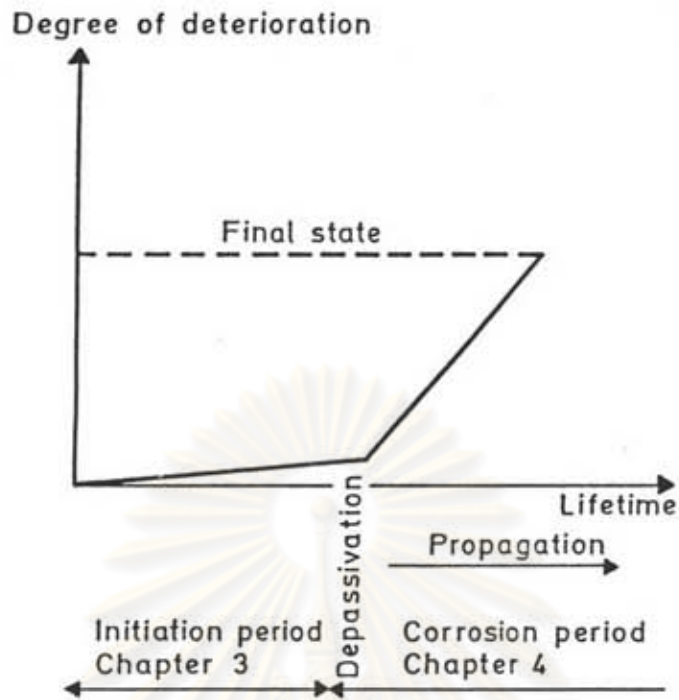 Degree of deterioration
Final state
Lifetime
Depassivation
Propagation
Initiation period
Chapter 3
Corrosion period
Chapter 4